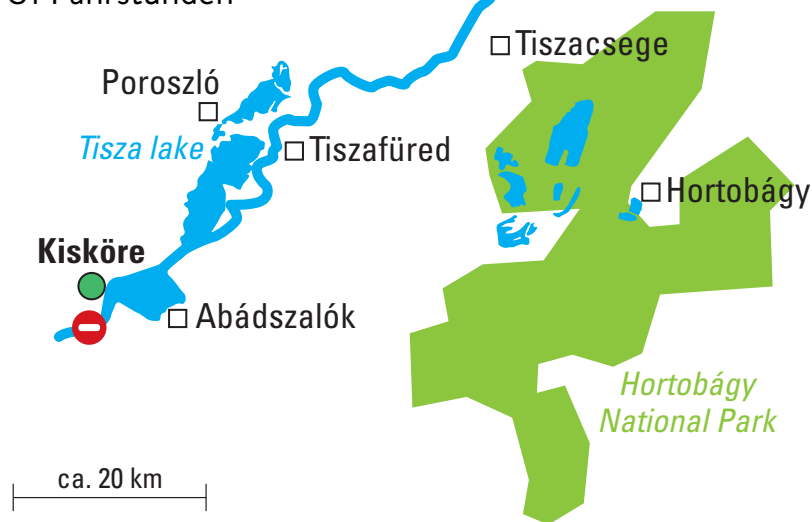 Tiszacsege
Poroszló
Tisza lake
Tiszafüred
Hortobágy
Kisköre
Abádszalók
Hortobágy
National Park
ca. 20 km